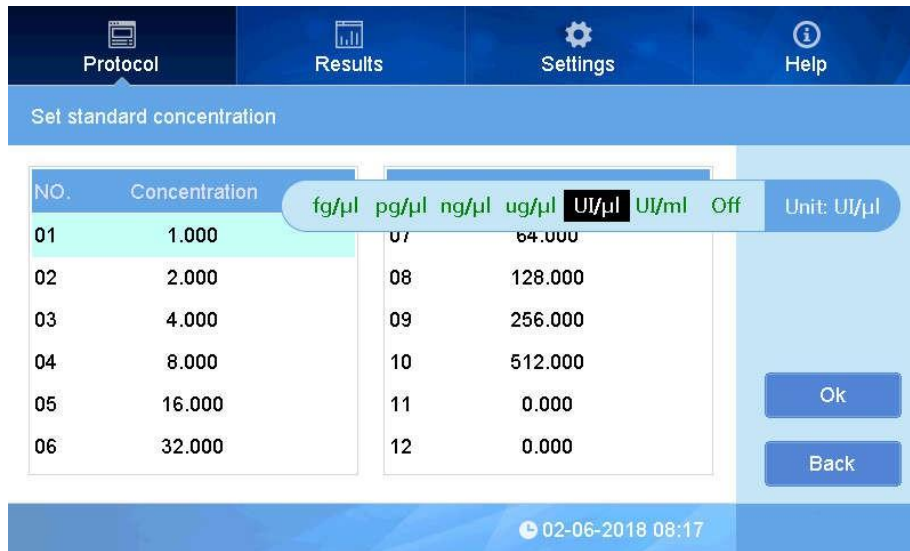 Protocol Results Settings Help
Set standard concentration
NO. Concentration
fg/µl pg/µl ng/µl ug/µl UI/µl UI/ml Off Unit: UI/µl
01 1.000 07 64.000
02 2.000 08 128.000
03 4.000 09 256.000
04 8.000 10 512.000
05 16.000 11 0.000
06 32.000 12 0.000
Ok
Back
02-06-2018 08:17